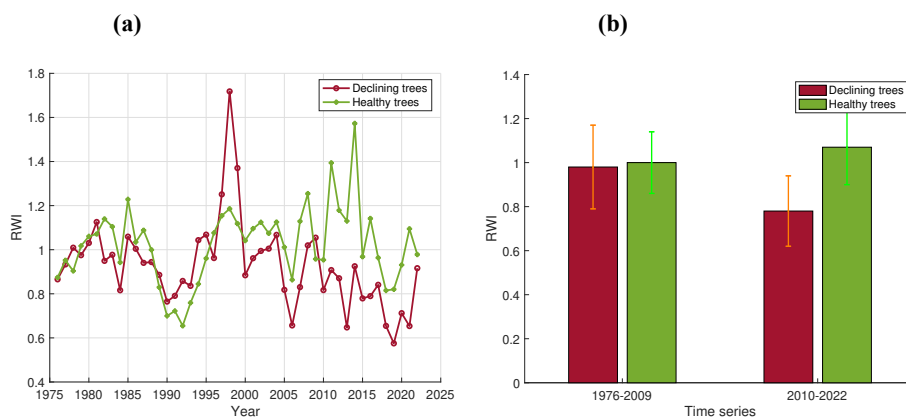 (a)
(b)
1.8
1.6
1.4
1.2
1
0.8
0.6
0.4
RWI
1975 1980 1985 1990 1995 2000 2005 2010 2015 2020 2025
Year
Declining trees
Healthy trees
1.4
1.2
1
0.8
0.6
0.4
0.2
0
RWI
1976-2009 2010-2022
Time series
Declining trees
Healthy trees